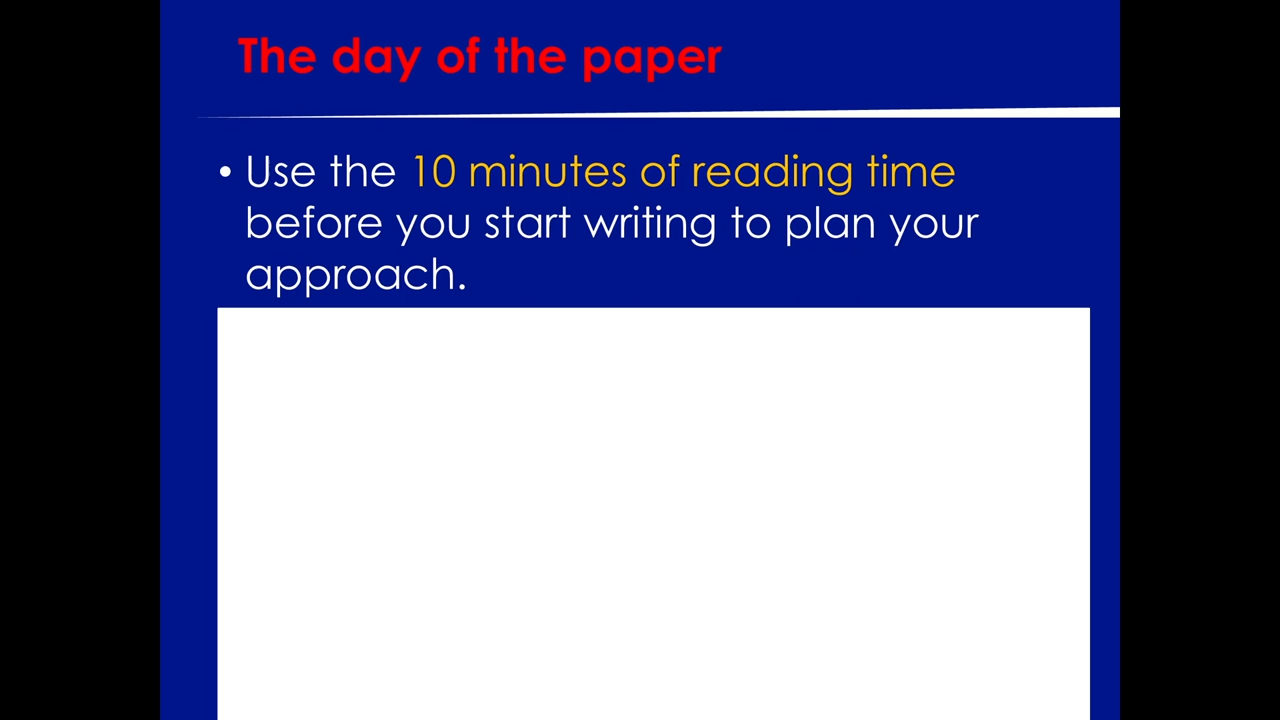 The day of the paper
• Use the 10 minutes of reading time
before you start writing to plan your
approach.